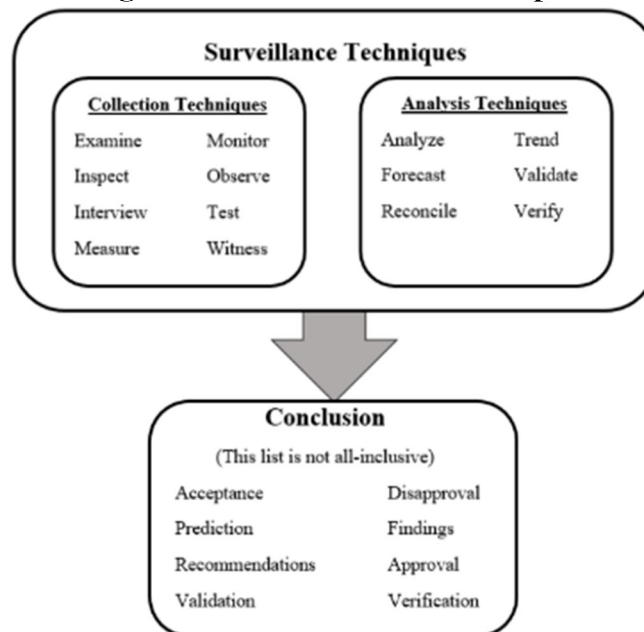 Surveillance Techniques
Collection Techniques
Examine Monitor
Inspect Observe
Interview Test
Measure Witness
Analysis Techniques
Analyze Trend
Forecast Validate
Reconcile Verify
Conclusion
(This list is not all-inclusive)
Acceptance Disapproval
Prediction Findings
Recommendations Approval
Validation Verification